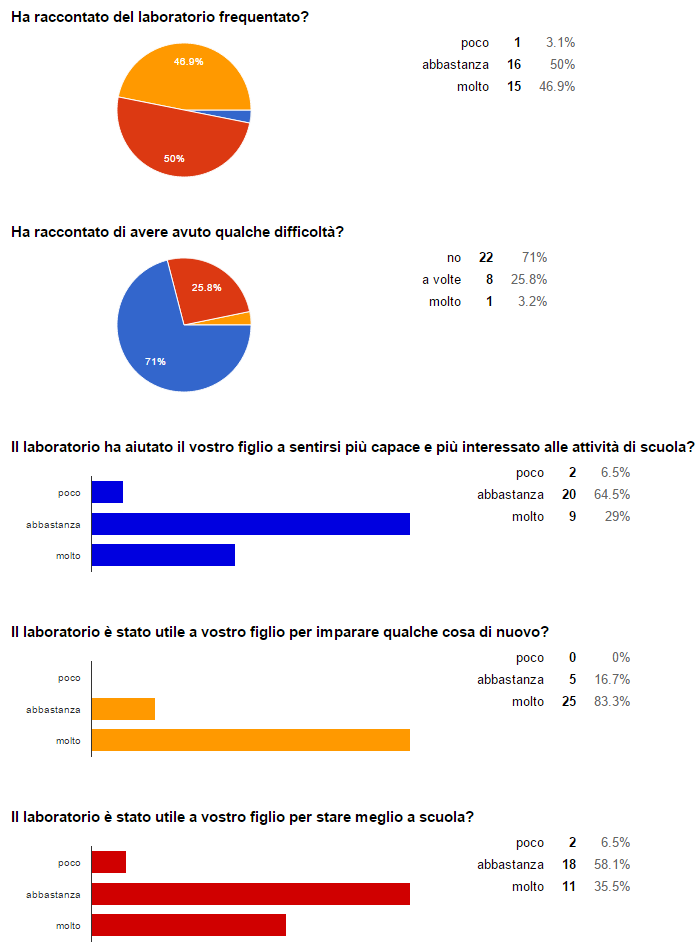 Ha raccontato del laboratorio frequentato?
poco 1 3.1%
abbastanza 16 50%
molto 15 46.9%
46.9%
50%
Ha raccontato di avere avuto qualche difficoltà?
no 22 71%
a volte 8 25.8%
molto 1 3.2%
25.8%
71%
Il laboratorio ha aiutato il vostro figlio a sentirsi più capace e più interessato alle attività di scuola?
poco 2 6.5%
abbastanza 20 64.5%
molto 9 29%
poco
abbastanza
molto
Il laboratorio è stato utile a vostro figlio per imparare qualche cosa di nuovo?
poco 0 0%
abbastanza 5 16.7%
molto 25 83.3%
poco
abbastanza
molto
Il laboratorio è stato utile a vostro figlio per stare meglio a scuola?
poco 2 6.5%
abbastanza 18 58.1%
molto 11 35.5%
poco
abbastanza
molto